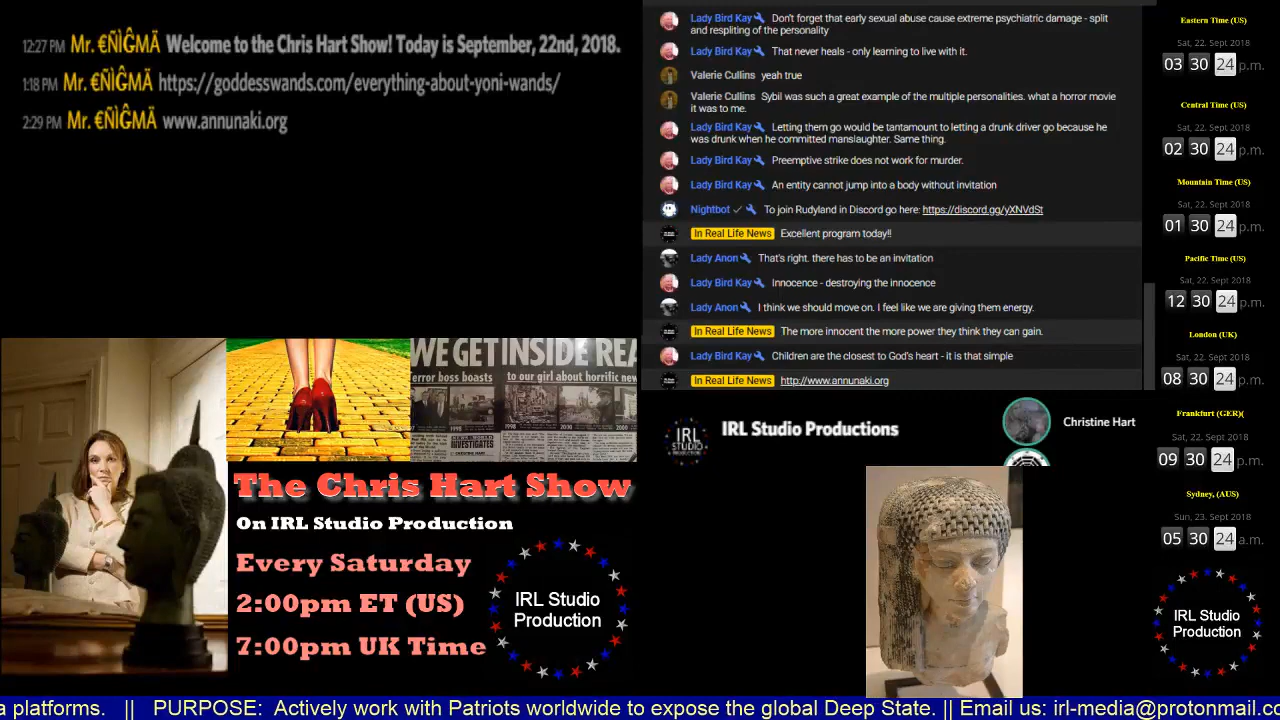 12:27 PM Mr. €ÑÌĜMÄ Welcome to the Chris Hart Show! Today is September, 22nd, 2018.
1:18 PM Mr. €ÑÌĜMÄ https://goddesswands.com/everything-about-yoni-wands/
2:29 PM Mr. €ÑÌĜMÄ www.annunaki.org
Lady Bird Kay Don't forget that early sexual abuse cause extreme psychiatric damage - split
and respliting of the personality
Lady Bird Kay That never heals - only learning to live with it.
Valerie Cullins yeah true
Valerie Cullins Sybil was such a great example of the multiple personalities. what a horror movie
it was to me.
Lady Bird Kay Letting them go would be tantamount to letting a drunk driver go because he
was drunk when he committed manslaughter. Same thing.
Lady Bird Kay Preemptive strike does not work for murder.
Lady Bird Kay An entity cannot jump into a body without invitation
Nightbot To join Rudyland in Discord go here: https://discord.gg/yXNVdSt
In Real Life News Excellent program today!!
Lady Anon That's right. there has to be an invitation
Lady Bird Kay Innocence - destroying the innocence
Lady Anon I think we should move on. I feel like we are giving them energy.
In Real Life News The more innocent the more power they think they can gain.
Lady Bird Kay Children are the closest to God's heart - it is that simple
In Real Life News http://www.annunaki.org
Eastern Time (US)
Sat, 22. Sept 2018
03 30 24 p.m.
Central Time (US)
Sat, 22. Sept 2018
02 30 24 p.m.
Mountain Time (US)
Sat, 22. Sept 2018
01 30 24 p.m.
Pacific Time (US)
Sat, 22. Sept 2018
12 30 24 p.m.
London (UK)
Sat, 22. Sept 2018
08 30 24 p.m.
Frankfurt (GER)(
Sat, 22. Sept 2018
09 30 24 p.m.
Sydney, (AUS)
Sun, 23. Sept 2018
05 30 24 a.m.
IRL Studio
Production
WE GET INSIDE REA
error boss boasts
to our girl about horrific new
1998
1998
2000
2000
INVESTIGATES
CHRISTINE HART
The Chris Hart Show
On IRL Studio Production
Every Saturday
2:00pm ET (US)
7:00pm UK Time
IRL Studio
Production
IRL
STUDIO
IRL Studio Productions
Christine Hart
a platforms. || PURPOSE: Actively work with Patriots worldwide to expose the global Deep State. || Email us: irl-media@protonmail.co